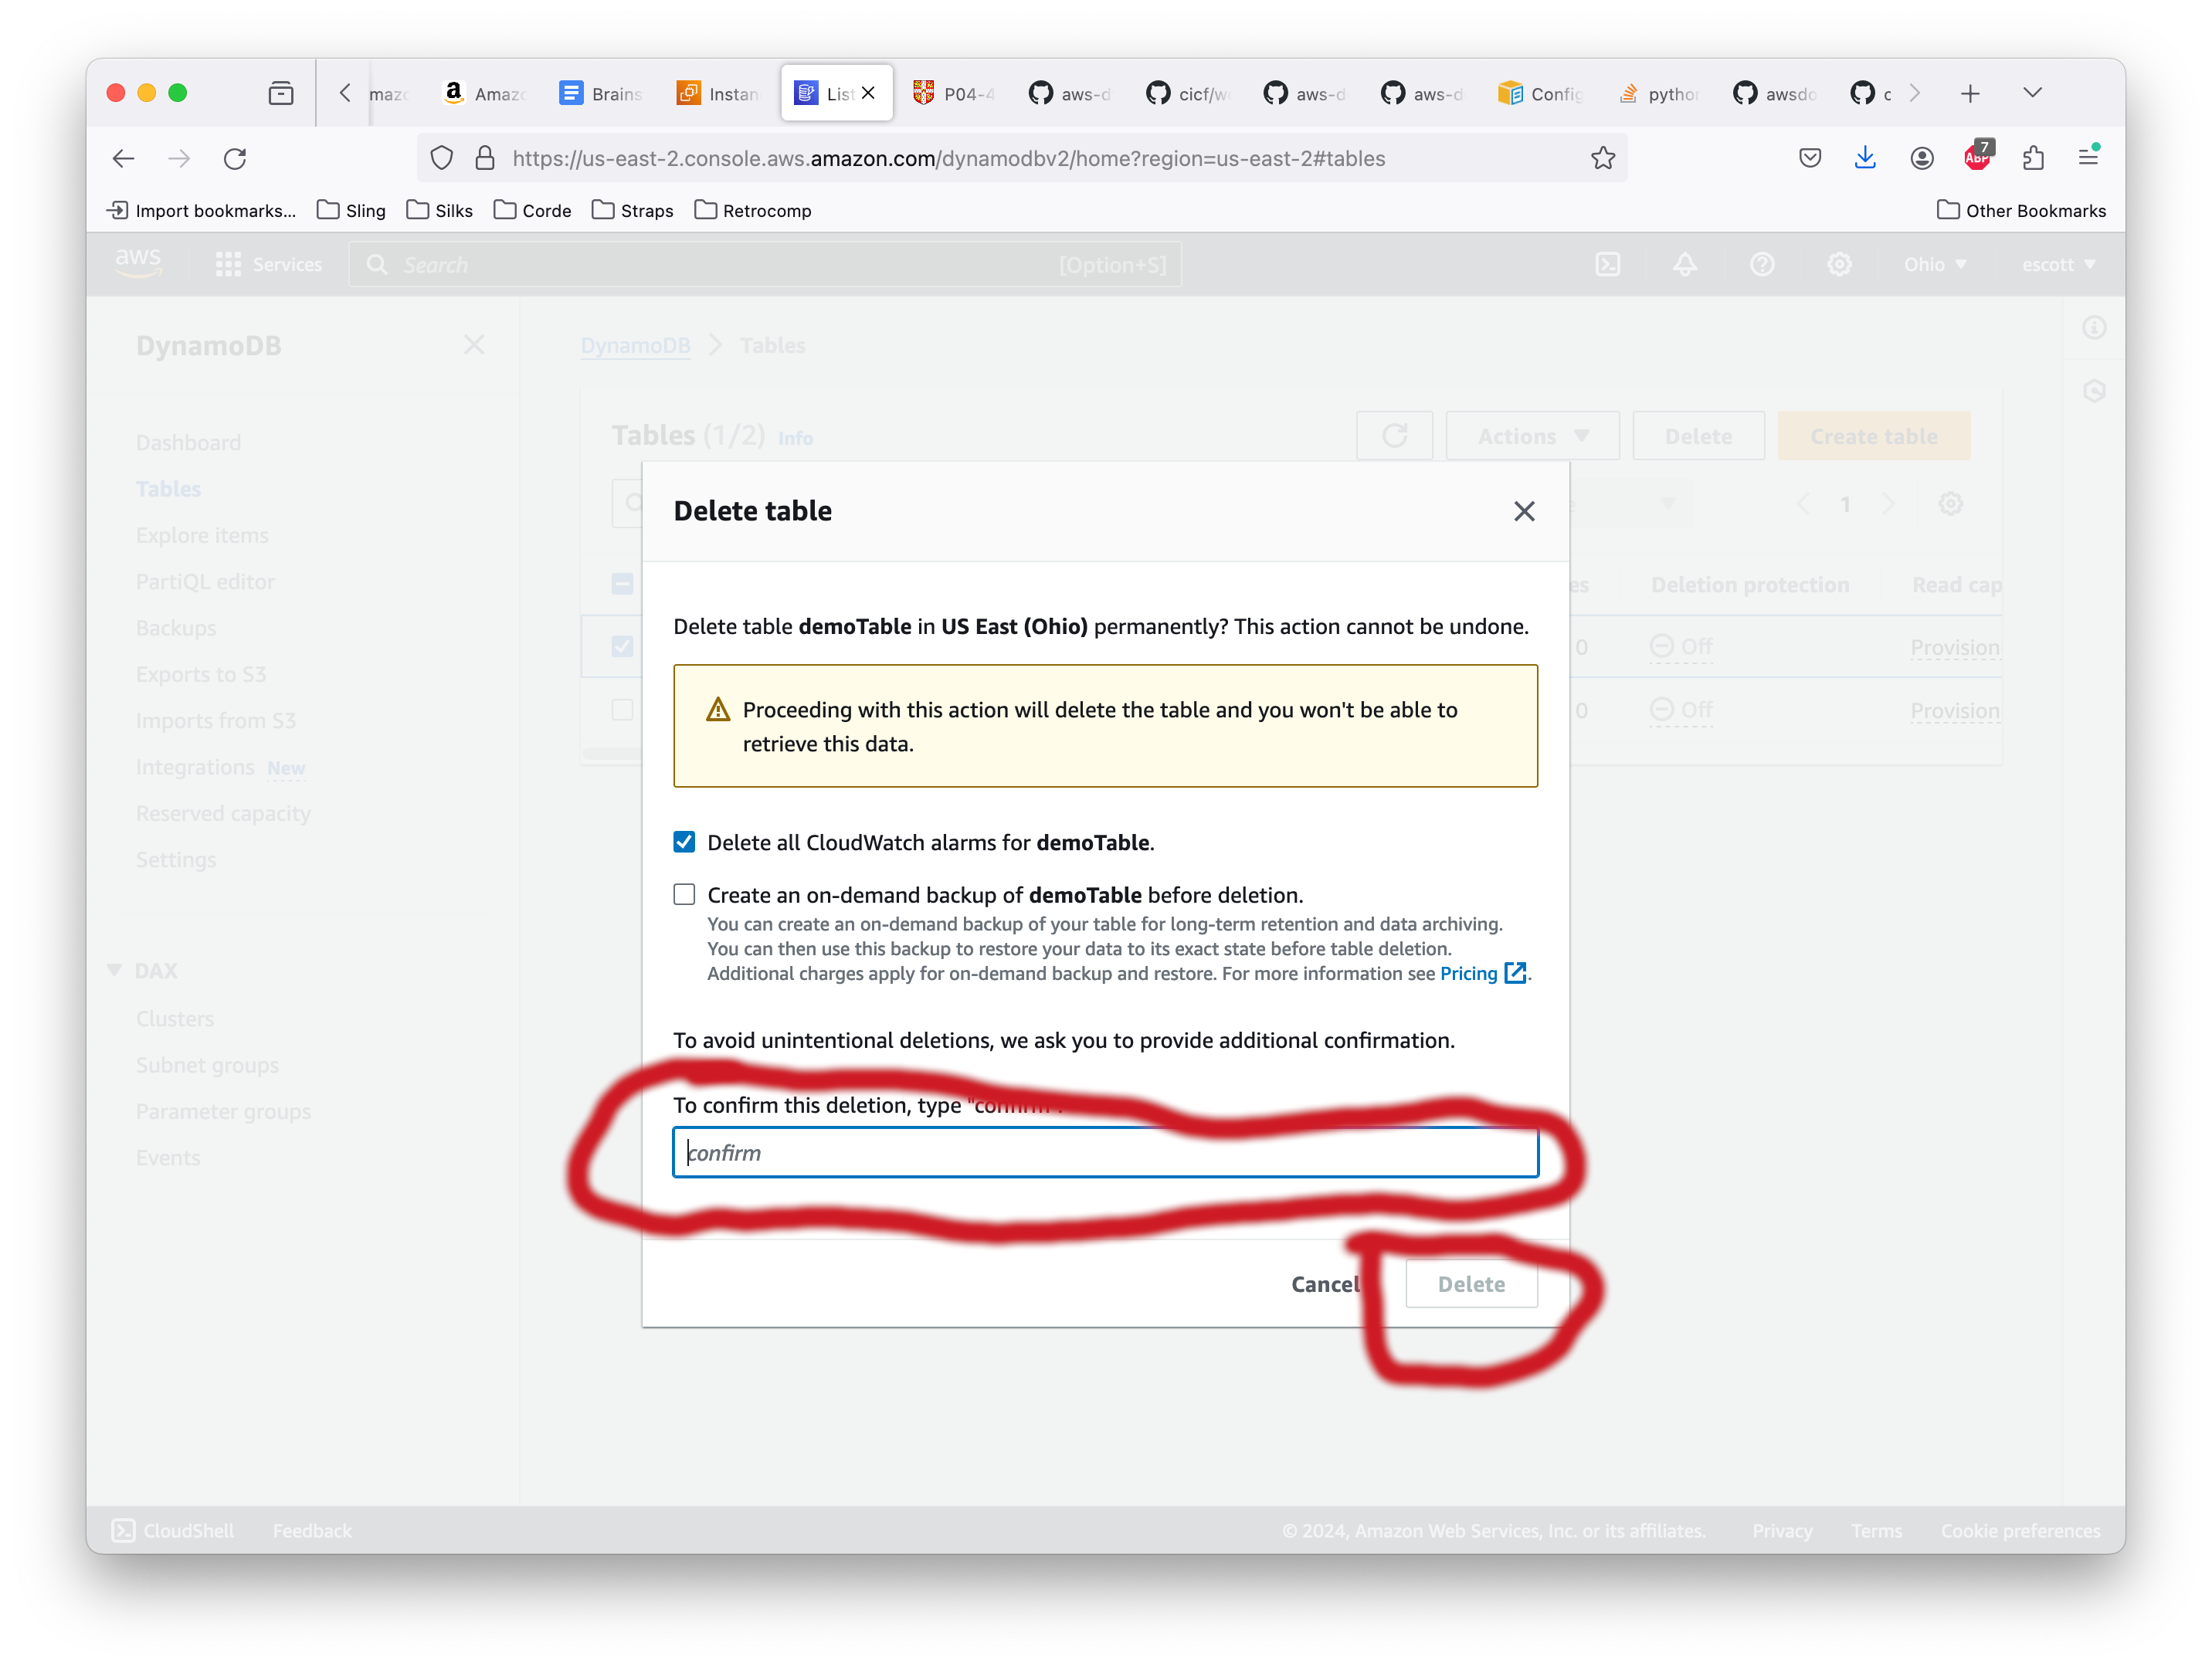 mazo
Amazo
Brains
Instan
List
P04-4
aws-d
cicf/w
aws-d
aws-d
Config
python
awsdo
c
https://us-east-2.console.aws.amazon.com/dynamodbv2/home?region=us-east-2#tables
ABP
7
Import bookmarks...
Sling
Silks
Corde
Straps
Retrocomp
Other Bookmarks
aws
Services
Search
[Option+S]
Ohio
escott
DynamoDB
Dashboard
Tables
Explore items
PartiQL editor
Backups
Exports to S3
Imports from S3
Integrations New
Reserved capacity
Settings
DAX
Clusters
Subnet groups
Parameter groups
Events
DynamoDB
Tables
Tables (1/2) Info
Actions
Delete
Create table
1
es
Deletion protection
Read cap
0
Off
Provision
0
Off
Provision
Delete table
Delete table demoTable in US East (Ohio) permanently? This action cannot be undone.
Proceeding with this action will delete the table and you won't be able to
retrieve this data.
Delete all CloudWatch alarms for demoTable.
Create an on-demand backup of demoTable before deletion.
You can create an on-demand backup of your table for long-term retention and data archiving.
You can then use this backup to restore your data to its exact state before table deletion.
Additional charges apply for on-demand backup and restore. For more information see Pricing.
To avoid unintentional deletions, we ask you to provide additional confirmation.
To confirm this deletion, type "confirm".
confirm
Cancel
Delete
CloudShell
Feedback
© 2024, Amazon Web Services, Inc. or its affiliates.
Privacy
Terms
Cookie preferences